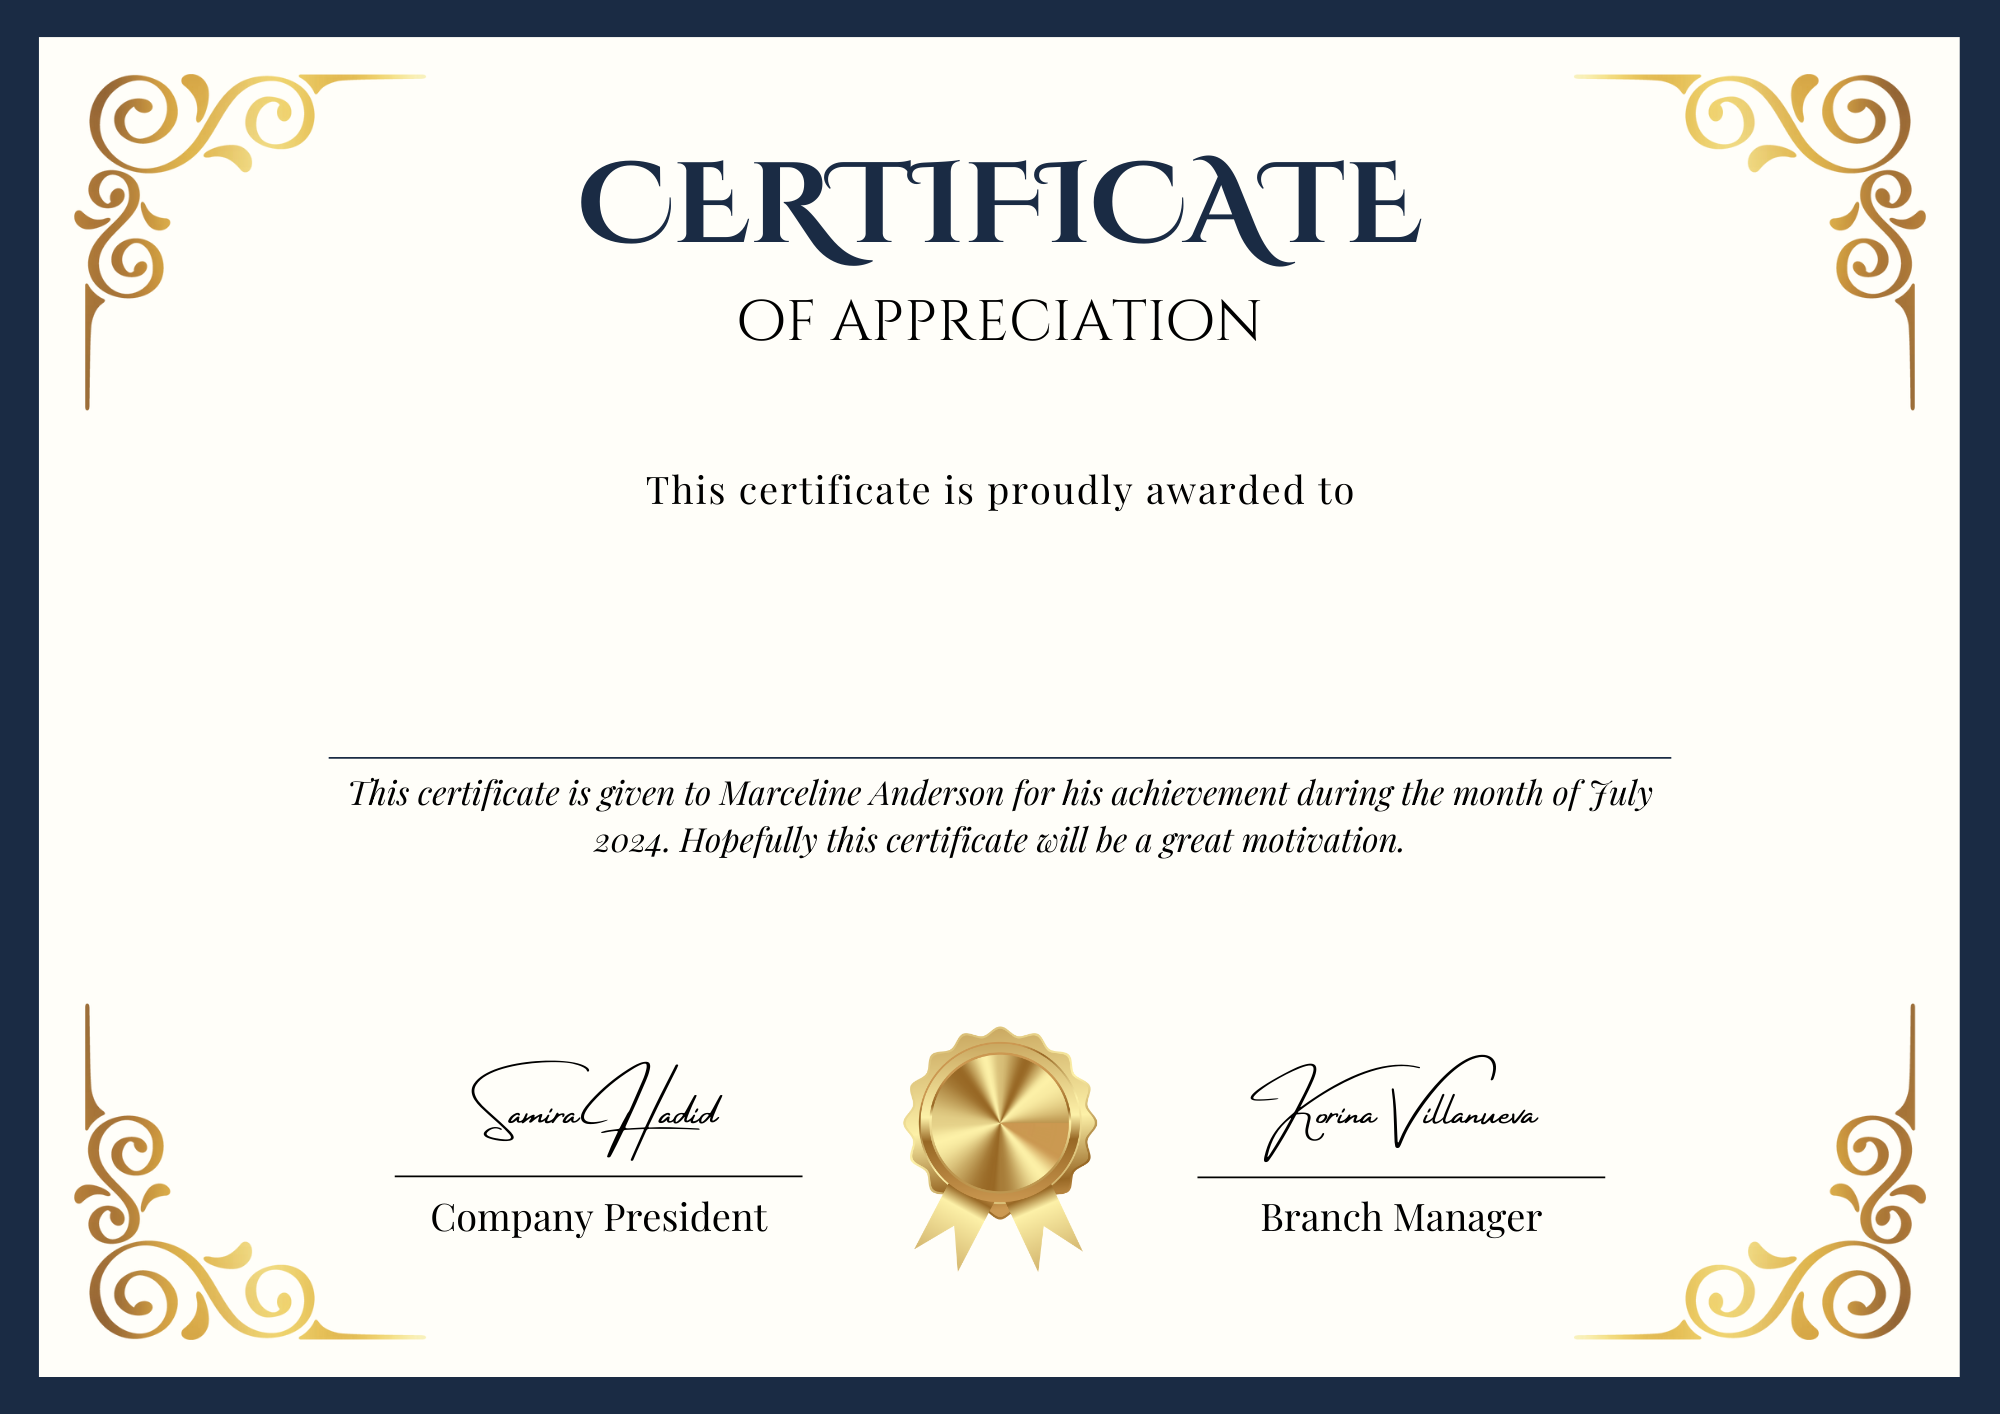 CERTIFICATE
OF APPRECIATION
This certificate is proudly awarded to
This certificate is given to Marceline Anderson for his achievement during the month of July
2024. Hopefully this certificate will be a great motivation.
Samira Hadid
Korina Villanueva
Company President
Branch Manager